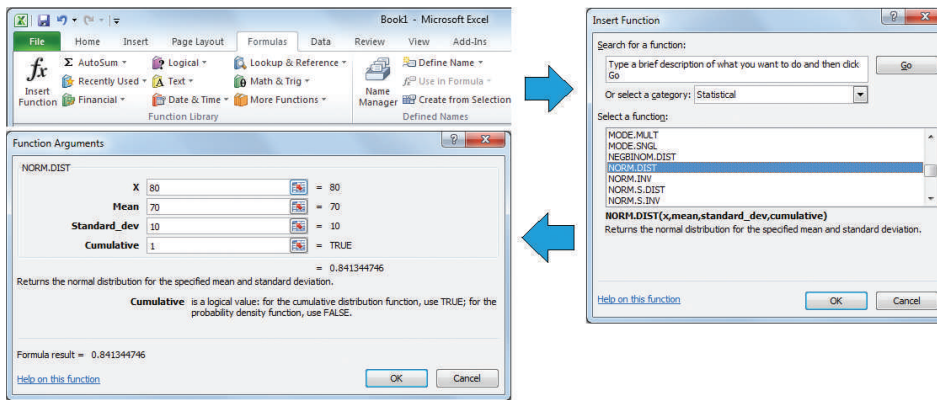 Book1 - Microsoft Excel
File Home Insert Page Layout Formulas Data Review View Add-Ins
fx Insert Function
Σ AutoSum
Recently Used
Financial
Logical
Text
Date & Time
Lookup & Reference
Math & Trig
More Functions
Function Library
Name Manager
Define Name
Use in Formula
Create from Selection
Defined Names
Insert Function
Search for a function:
Type a brief description of what you want to do and then click
Go
Go
Or select a category: Statistical
Select a function:
MODE.MULT
MODE.SNGL
NEGBINOM.DIST
NORM.DIST
NORM.INV
NORM.S.DIST
NORM.S.INV
NORM.DIST(x,mean,standard_dev,cumulative)
Returns the normal distribution for the specified mean and standard deviation.
Help on this function
OK Cancel
Function Arguments
NORM.DIST
X 80 = 80
Mean 70 = 70
Standard_dev 10 = 10
Cumulative 1 = TRUE
= 0.841344746
Returns the normal distribution for the specified mean and standard deviation.
Cumulative is a logical value: for the cumulative distribution function, use TRUE; for the
probability density function, use FALSE.
Formula result = 0.841344746
Help on this function
OK Cancel